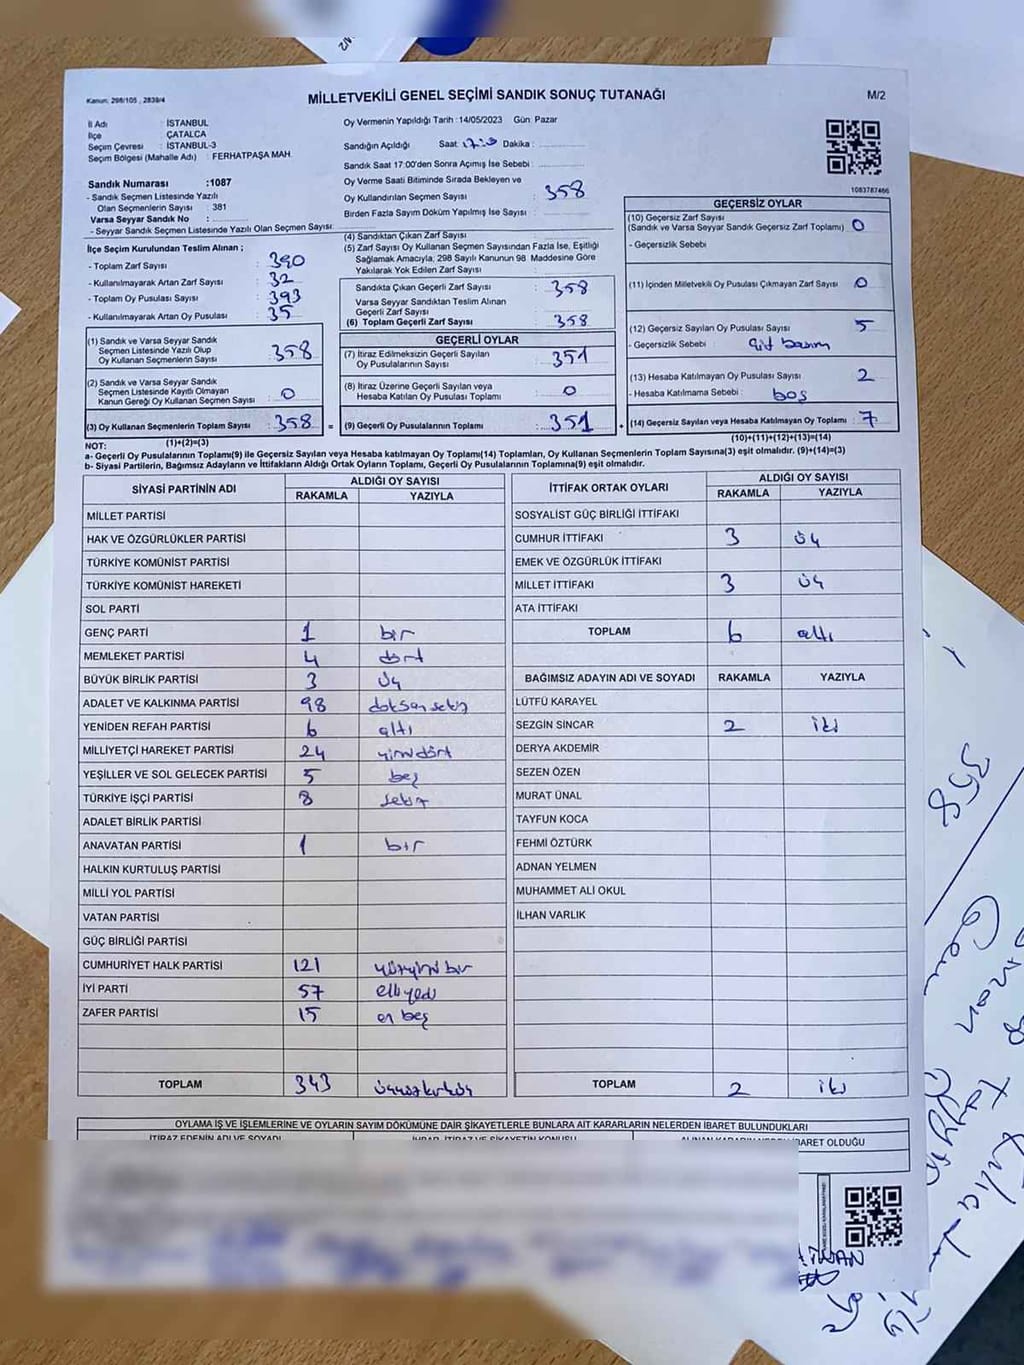 Kanun: 298/105 , 2839/4
MİLLETVEKİLİ GENEL SEÇİMİ SANDIK SONUÇ TUTANAĞI
M/2
İl Adı : İSTANBUL
İlçe : ÇATALCA
Seçim Çevresi : İSTANBUL-3
Seçim Bölgesi (Mahalle Adı) : FERHATPAŞA MAH.
Sandık Numarası :1087
- Sandık Seçmen Listesinde Yazılı
Olan Seçmenlerin Sayısı : 381
Varsa Seyyar Sandık No :
- Seyyar Sandık Seçmen Listesinde Yazılı Olan Seçmen Sayısı:
Oy Vermenin Yapıldığı Tarih :14/05/2023 Gün: Pazar
Sandığın Açıldığı Saat: Dakika :
Sandık Saat 17:00'den Sonra Açımış İse Sebebi :
Oy Verme Saati Bitiminde Sırada Bekleyen ve
Oy Kullandırılan Seçmen Sayısı : 358
Birden Fazla Sayım Döküm Yapılmış İse Sayısı :
1083787466
İlçe Seçim Kurulundan Teslim Alınan ;
- Toplam Zarf Sayısı : 390
- Kullanılmayarak Artan Zarf Sayısı : 32
- Toplam Oy Pusulası Sayısı : 393
- Kullanılmayarak Artan Oy Pusulası : 35
(4) Sandıktan Çıkan Zarf Sayısı :
(5) Zarf Sayısı Oy Kullanan Seçmen Sayısından Fazla İse, Eşitliği
Sağlamak Amacıyla; 298 Sayılı Kanunun 98. Maddesine Göre
Yakılarak Yok Edilen Zarf Sayısı :
Sandıkta Çıkan Geçerli Zarf Sayısı : 358
Varsa Seyyar Sandıktan Teslim Alınan
Geçerli Zarf Sayısı :
(6) Toplam Geçerli Zarf Sayısı : 358
GEÇERSİZ OYLAR
(10) Geçersiz Zarf Sayısı
(Sandık ve Varsa Seyyar Sandık Geçersiz Zarf Toplamı) : 0
- Geçersizlik Sebebi
(11) İçinden Milletvekili Oy Pusulası Çıkmayan Zarf Sayısı : 0
(12) Geçersiz Sayılan Oy Pusulası Sayısı : 5
- Geçersizlik Sebebi :
(13) Hesaba Katılmayan Oy Pusulası Sayısı : 2
- Hesaba Katılmama Sebebi : boş
(14) Geçersiz Sayılan veya Hesaba Katılmayan Oy Toplamı : 7
(10)+(11)+(12)+(13)=(14)
(1) Sandık ve Varsa Seyyar Sandık
Seçmen Listesinde Yazılı Olup
Oy Kullanan Seçmenlerin Sayısı : 358
(2) Sandık ve Varsa Seyyar Sandık
Seçmen Listesinde Kayıtlı Olmayan
Kanun Gereği Oy Kullanan Seçmen Sayısı : 0
(3) Oy Kullanan Seçmenlerin Toplam Sayısı : 358
(1)+(2)=(3)
GEÇERLİ OYLAR
(7) İtiraz Edilmeksizin Geçerli Sayılan
Oy Pusulalarının Sayısı : 351
(8) İtiraz Üzerine Geçerli Sayılan veya
Hesaba Katılan Oy Pusulası Toplamı : 0
(9) Geçerli Oy Pusulalarının Toplamı : 351
NOT:
a- Geçerli Oy Pusulalarının Toplamı(9) ile Geçersiz Sayılan veya Hesaba Katılmayan Oy Toplamı(14) Toplamları, Oy Kullanan Seçmenlerin Toplam Sayısına(3) eşit olmalıdır. (9)+(14)=(3)
b- Siyasi Partilerin, Bağımsız Adayların ve İttifakların Aldığı Ortak Oyların Toplamı, Geçerli Oy Pusulalarının Toplamına(9) eşit olmalıdır.
SİYASİ PARTİNİN ADI ALDIĞI OY SAYISI
RAKAMLA YAZIYLA
MİLLET PARTİSİ
HAK VE ÖZGÜRLÜKLER PARTİSİ
TÜRKİYE KOMÜNİST PARTİSİ
TÜRKİYE KOMÜNİST HAREKETİ
SOL PARTİ
GENÇ PARTİ 1 bir
MEMLEKET PARTİSİ 4 dört
BÜYÜK BİRLİK PARTİSİ 3 üç
ADALET VE KALKINMA PARTİSİ 98 doksan sekiz
YENİDEN REFAH PARTİSİ 6 altı
MİLLİYETÇİ HAREKET PARTİSİ 24 yirmidört
YEŞİLLER VE SOL GELECEK PARTİSİ 5 beş
TÜRKİYE İŞÇİ PARTİSİ 8 sekiz
ADALET BİRLİK PARTİSİ
ANAVATAN PARTİSİ 1 bir
HALKIN KURTULUŞ PARTİSİ
MİLLİ YOL PARTİSİ
VATAN PARTİSİ
GÜÇ BİRLİĞİ PARTİSİ
CUMHURİYET HALK PARTİSİ 121 yüzyirmi bir
İYİ PARTİ 57 elli yedi
ZAFER PARTİSİ 15 on beş
TOPLAM 343 üçyüzkırküç
İTTİFAK ORTAK OYLARI ALDIĞI OY SAYISI
RAKAMLA YAZIYLA
SOSYALİST GÜÇ BİRLİĞİ İTTİFAKI
CUMHUR İTTİFAKI 3 üç
EMEK VE ÖZGÜRLÜK İTTİFAKI
MİLLET İTTİFAKI 3 üç
ATA İTTİFAKI
TOPLAM 6 altı
BAĞIMSIZ ADAYIN ADI VE SOYADI RAKAMLA YAZIYLA
LÜTFÜ KARAYEL
SEZGİN SİNCAR 2 iki
DERYA AKDEMİR
SEZEN ÖZEN
MURAT ÜNAL
TAYFUN KOCA
FEHMİ ÖZTÜRK
ADNAN YELMEN
MUHAMMET ALİ OKUL
İLHAN VARLIK
TOPLAM 2 iki
OYLAMA İŞ VE İŞLEMLERİNE VE OYLARIN SAYIM DÖKÜMÜNE DAİR ŞİKAYETLERLE BUNLARA AİT KARARLARIN NELERDEN İBARET BULUNDUKLARI
İTİRAZ EDENİN ADI VE SOYADI
358